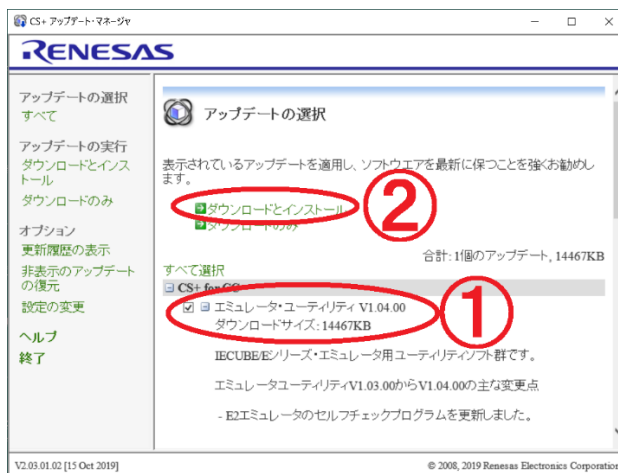 CS+ アップデート・マネージャ
RENESAS
アップデートの選択
すべて
アップデートの実行
ダウンロードとインス
トール
ダウンロードのみ
オプション
更新履歴の表示
非表示のアップデート
の復元
設定の変更
ヘルプ
終了
アップデートの選択
表示されているアップデートを適用し、ソフトウエアを最新に保つことを強くお勧めし
ます。
ダウンロードとインストール
②
ダウンロードのみ
合計: 1個のアップデート, 14467KB
すべて選択
CS+ for CC
エミュレータ・ユーティリティ V1.04.00
ダウンロードサイズ: 14467KB
①
IECUBE/Eシリーズ・エミュレータ用ユーティリティソフト群です。
エミュレータユーティリティV1.03.00からV1.04.00の主な変更点
- E2エミュレータのセルフチェックプログラムを更新しました。
V2.03.01.02 [15 Oct 2019]
© 2008, 2019 Renesas Electronics Corporation